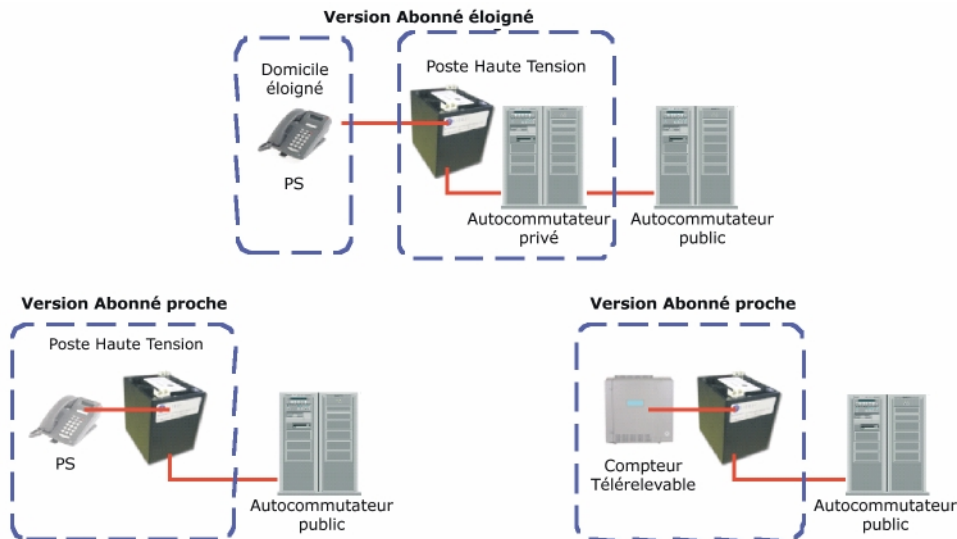 Version Abonné éloigné
Domicile
éloigné
Poste Haute Tension
PS
Autocommutateur
privé
Autocommutateur
public
Version Abonné proche
Poste Haute Tension
PS
Autocommutateur
public
Version Abonné proche
Compteur
Télérelevable
Autocommutateur
public